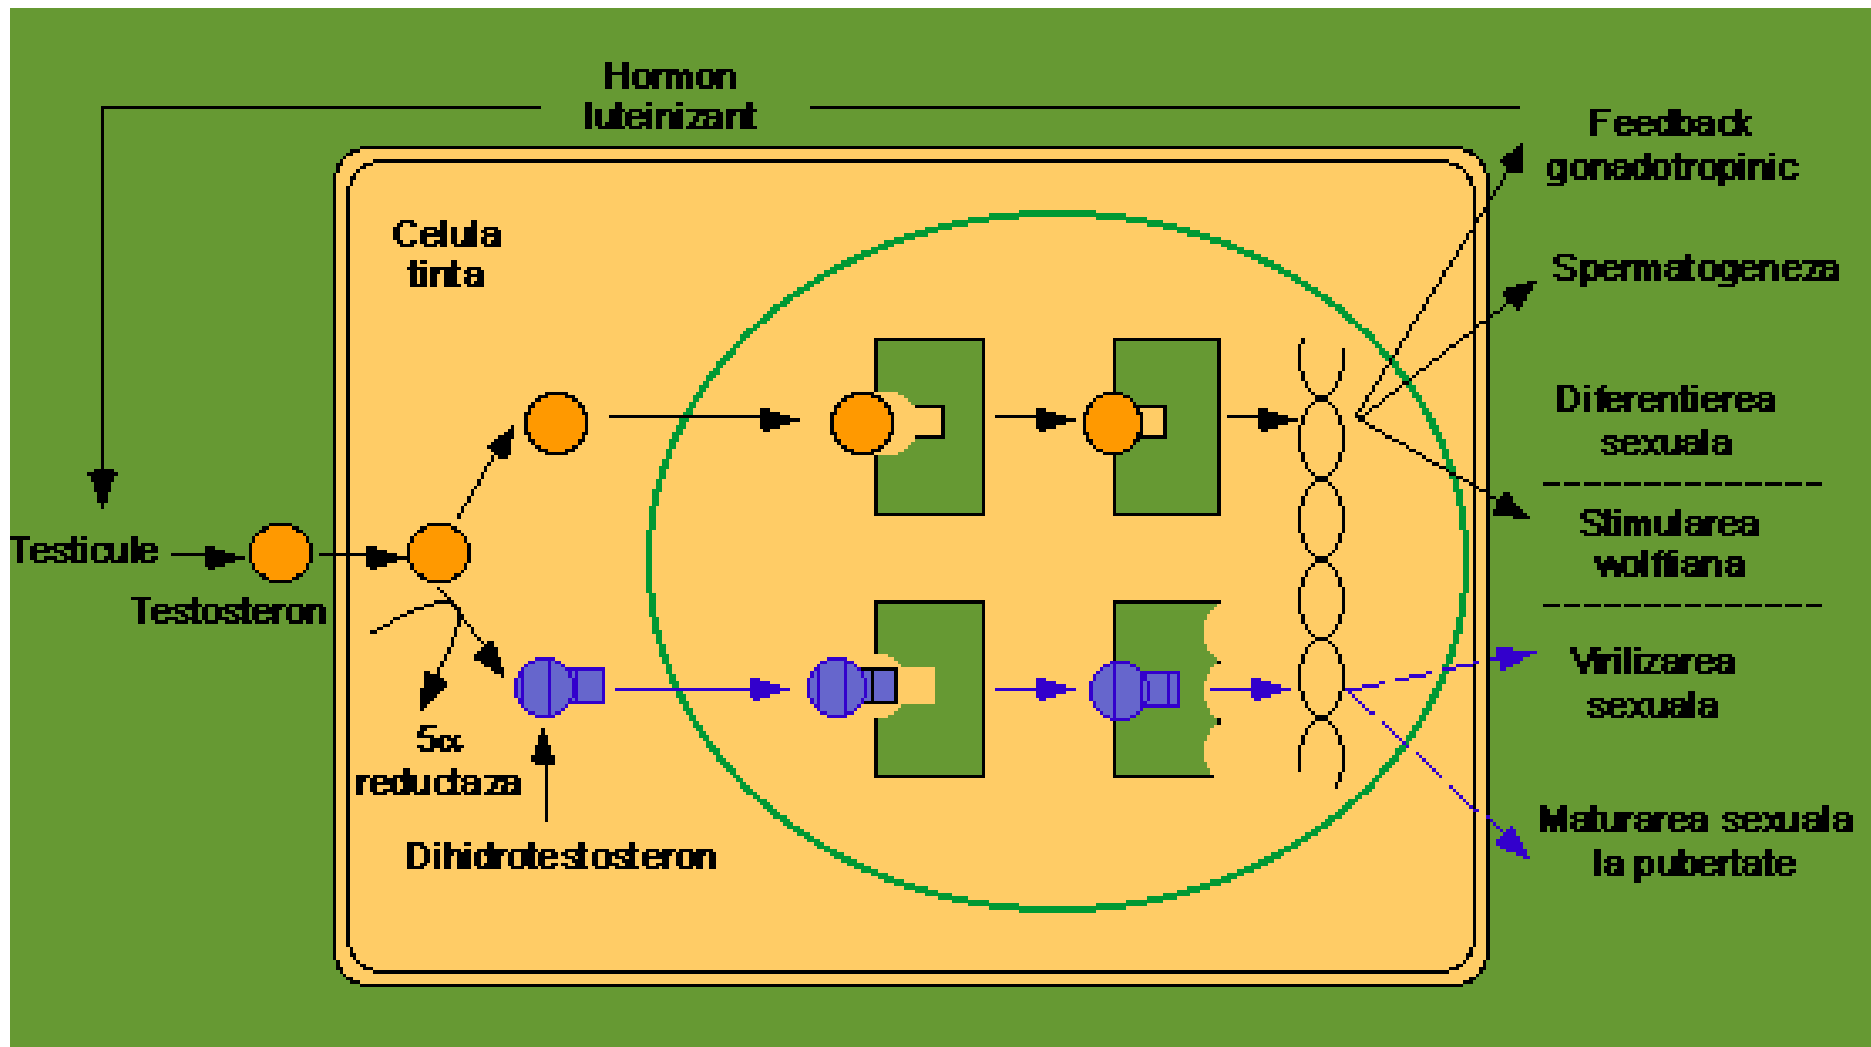 Hormon
luteinizant
Feedback
gonadotropinic
Celula
tinta
Spermatogeneza
Diferentierea
sexuala
Stimularea
wolffiana
Testicule
Testosteron
Virilizarea
sexuala
5α
reductaza
Dihidrotestosteron
Maturarea sexuala
la pubertate